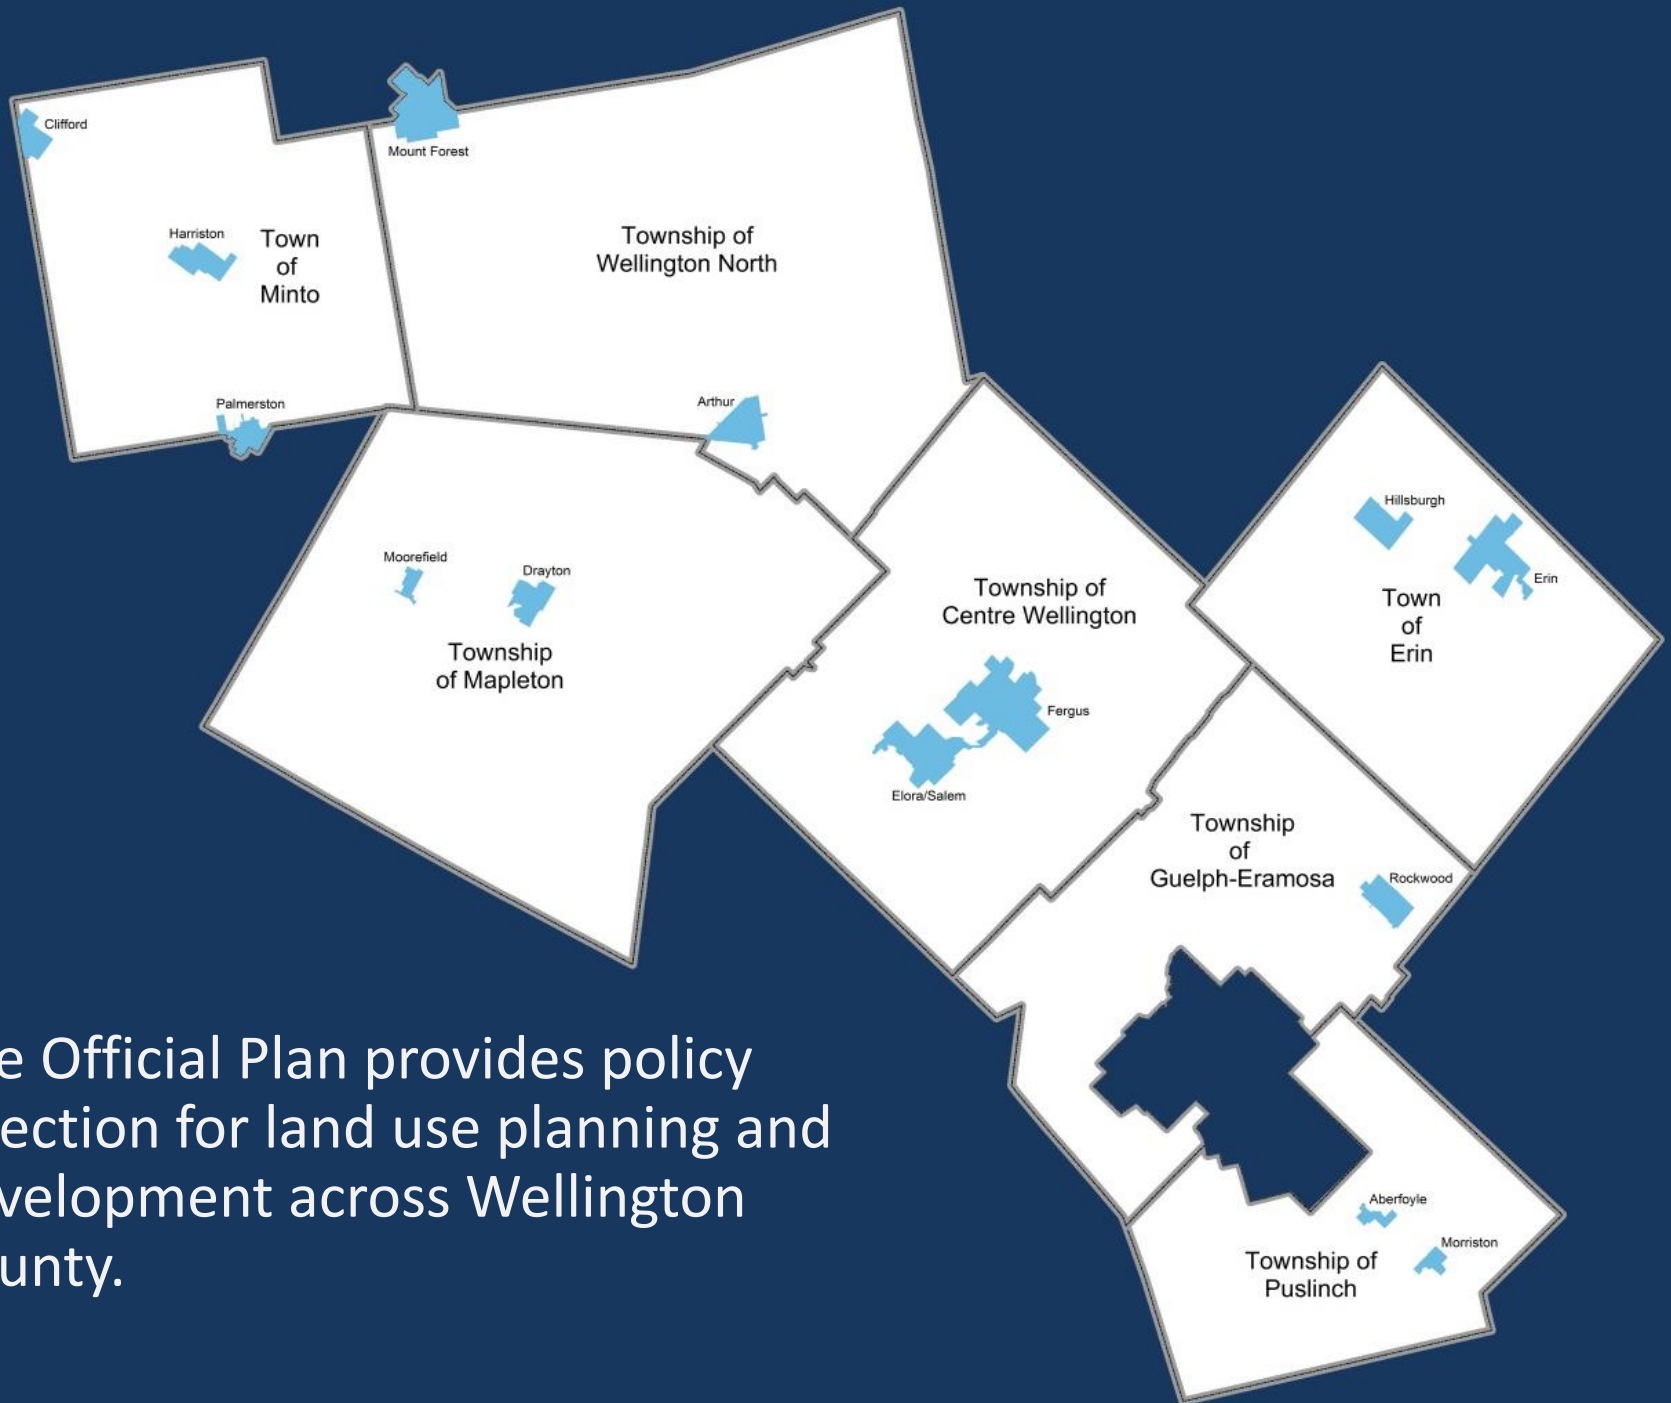 Clifford
Mount Forest
Harriston
Town
of
Minto
Township of
Wellington North
Palmerston
Arthur
Hillsburgh
Erin
Moorefield
Drayton
Township of
Centre Wellington
Town
of
Erin
Township
of Mapleton
Fergus
Elora/Salem
Township
of
Guelph-Eramosa
Rockwood
e Official Plan provides policy
ection for land use planning and
velopment across Wellington
unty.
Aberfoyle
Morriston
Township of
Puslinch